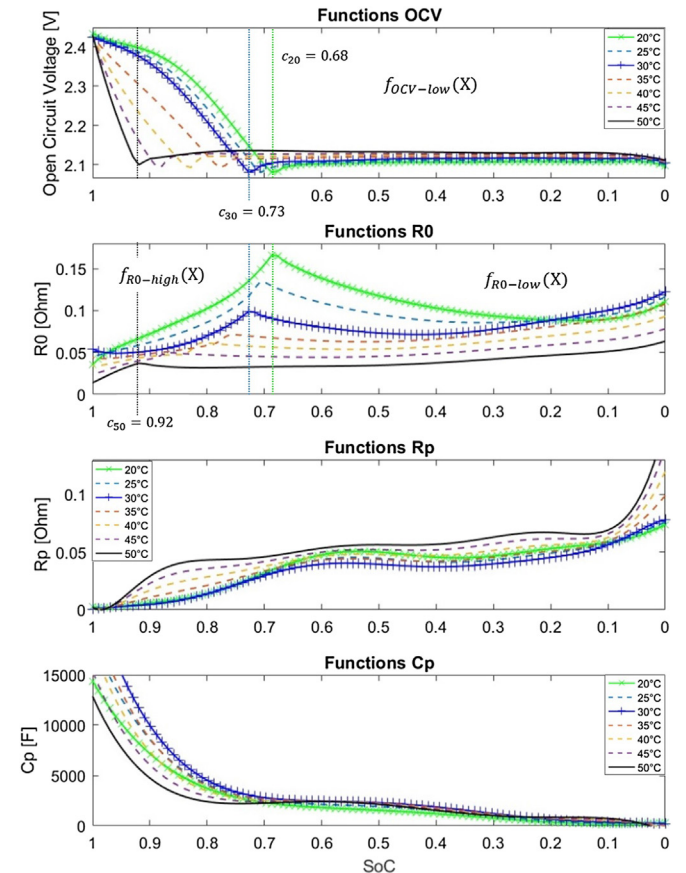 Functions OCV
Open Circuit Voltage [V]
2.4
2.3
2.2
2.1
c20 = 0.68
fOCV−low(X)
20°C
25°C
30°C
35°C
40°C
45°C
50°C
1 0.9 0.8 0.7 0.6 0.5 0.4 0.3 0.2 0.1 0
c30 = 0.73
Functions R0
R0 [Ohm]
0.15
0.1
0.05
0
fR0−high(X)
fR0−low(X)
1 0.9 0.8 0.7 0.6 0.5 0.4 0.3 0.2 0.1 0
c50 = 0.92
Functions Rp
Rp [Ohm]
0.1
0.05
0
20°C
25°C
30°C
35°C
40°C
45°C
50°C
1 0.9 0.8 0.7 0.6 0.5 0.4 0.3 0.2 0.1 0
Functions Cp
Cp [F]
15000
10000
5000
0
20°C
25°C
30°C
35°C
40°C
45°C
50°C
1 0.9 0.8 0.7 0.6 0.5 0.4 0.3 0.2 0.1 0
SoC